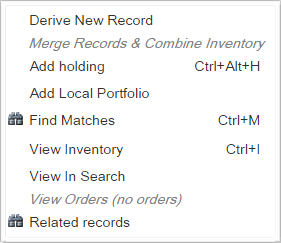 Derive New Record
Merge Records & Combine Inventory
Add holding Ctrl+Alt+H
Add Local Portfolio
Find Matches Ctrl+M
View Inventory Ctrl+I
View In Search
View Orders (no orders)
Related records